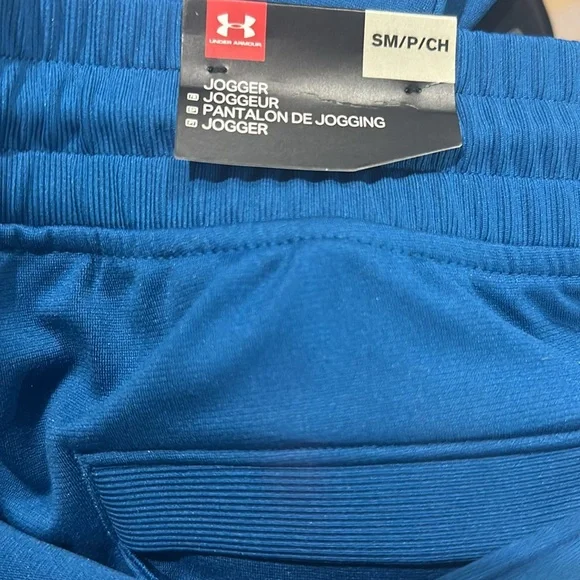 UNDER ARMOUR
SM/P/CH
JOGGER
JOGGEUR
PANTALON DE JOGGING
JOGGER